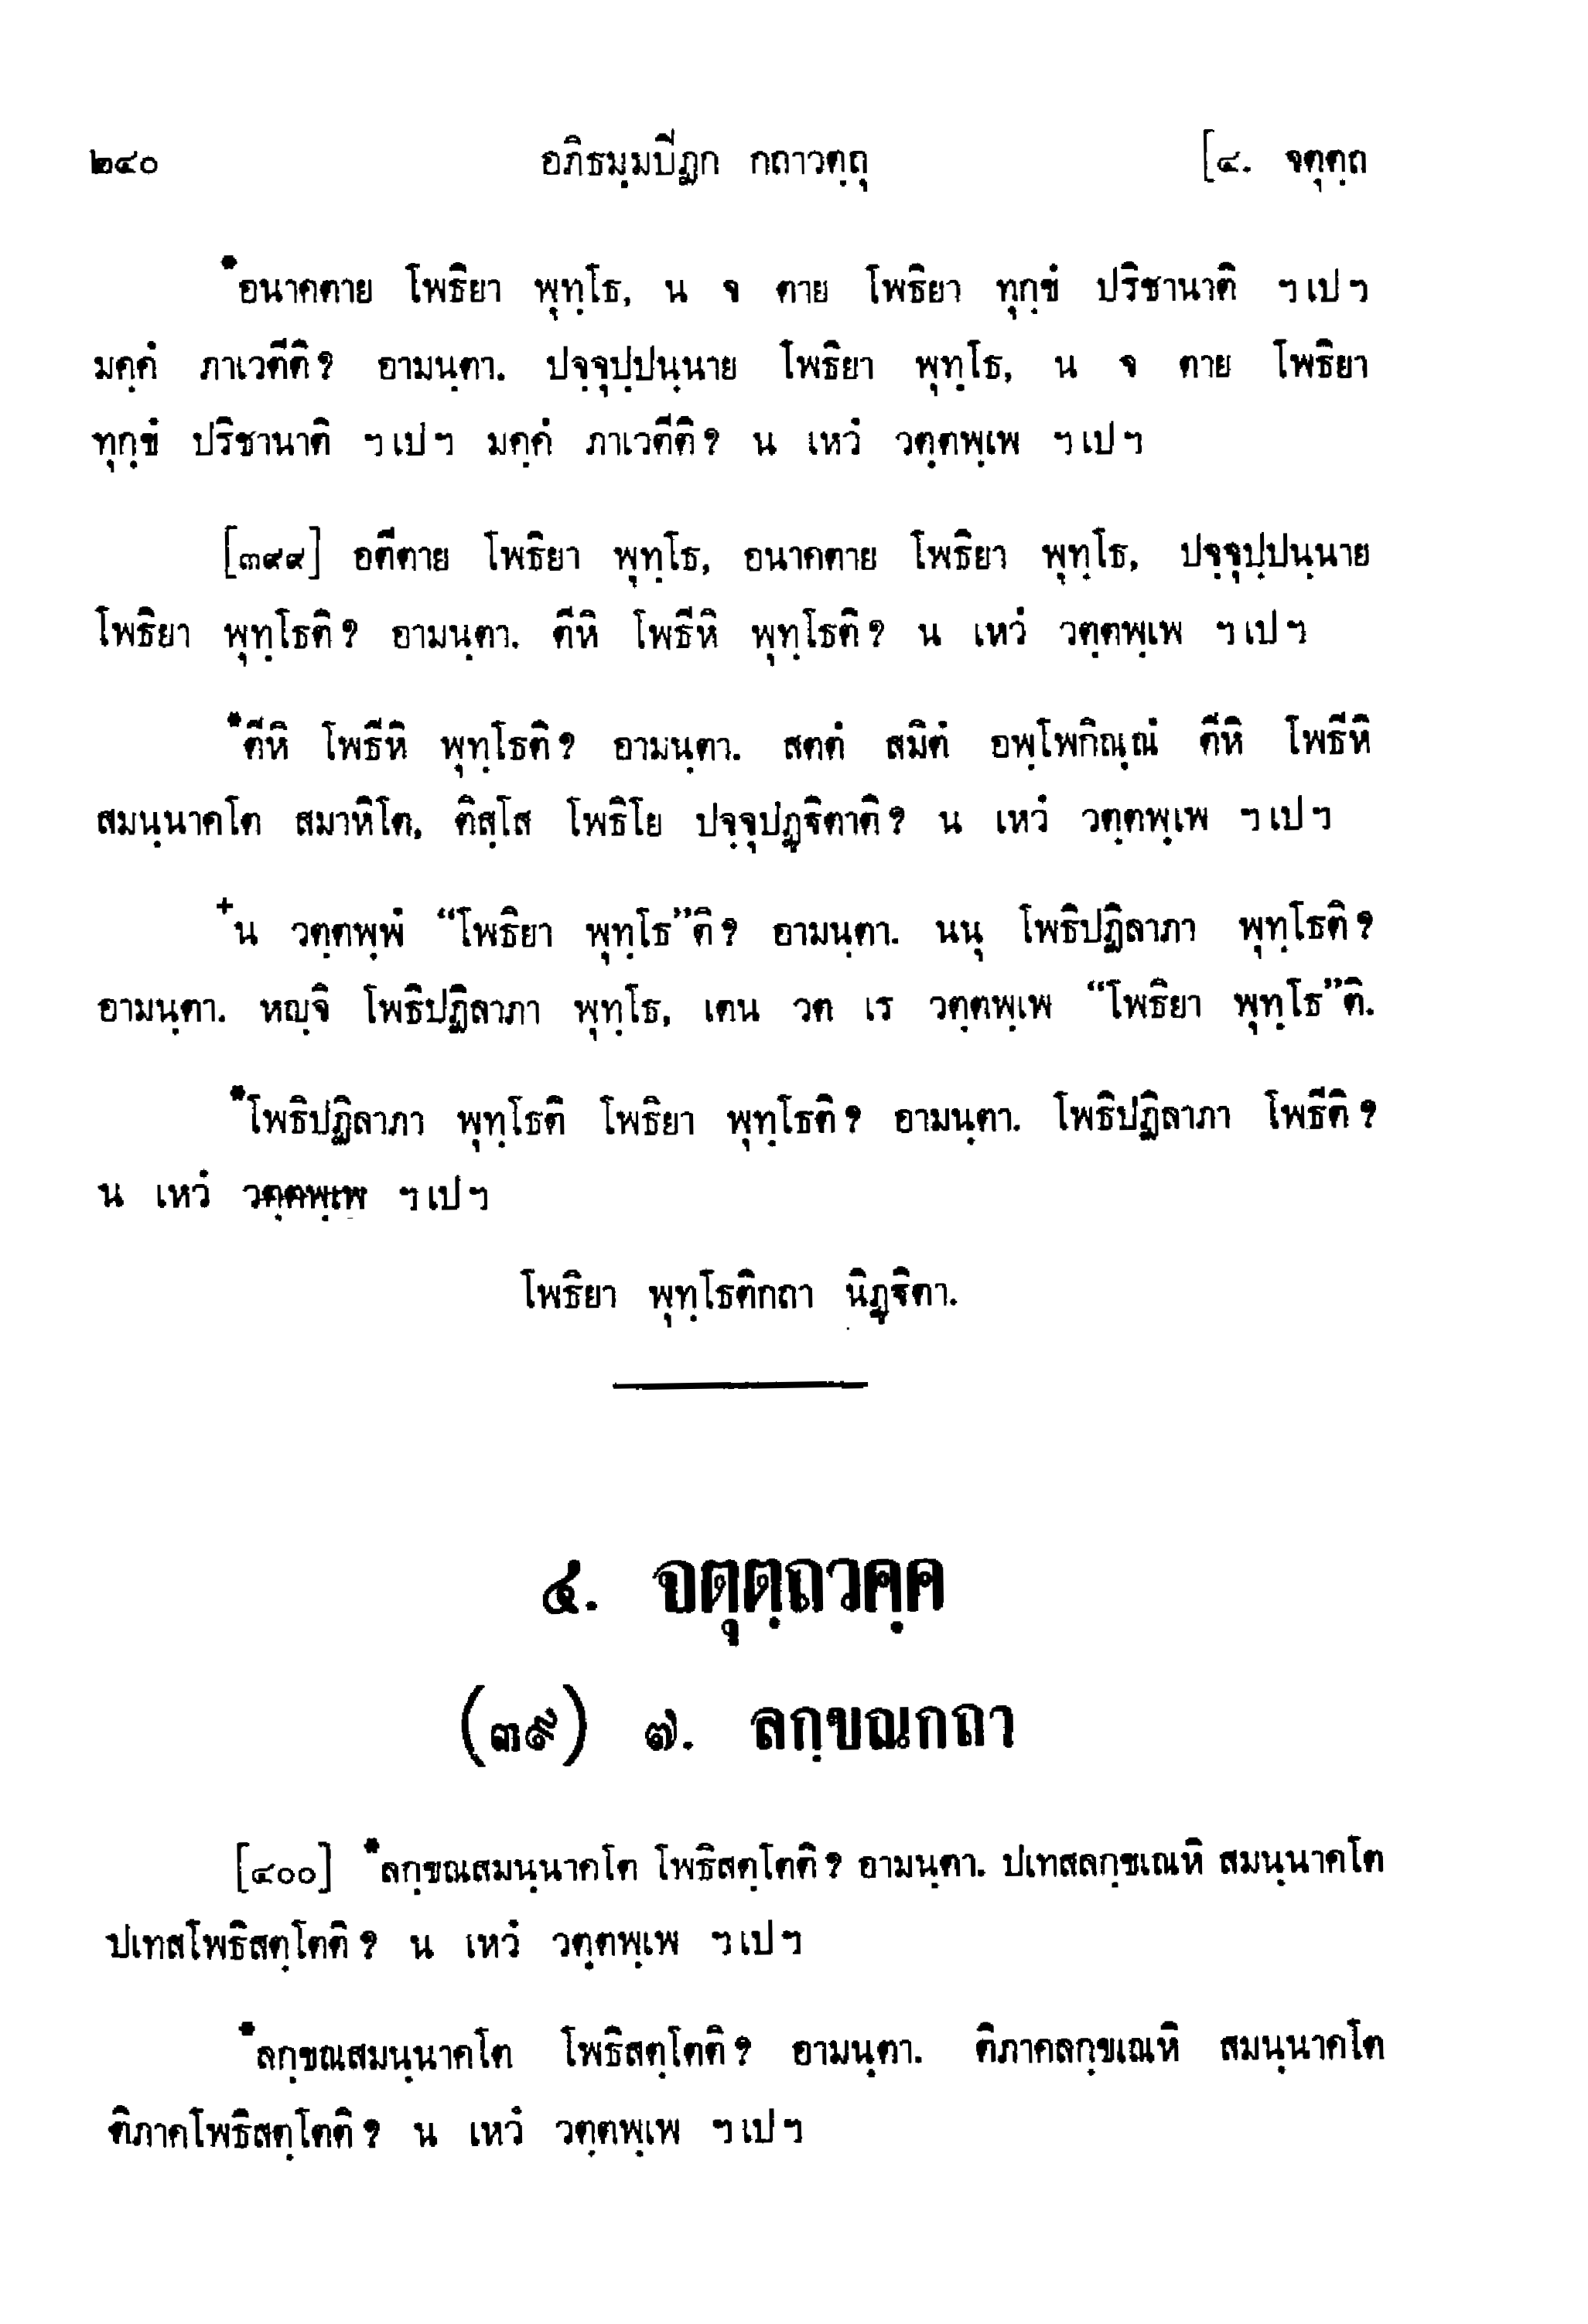 ๒๔๐ อภิธมฺมปิฏก กถาวตฺถุ [๔. จตุตฺถ
*อนาคตาย โพธิยา พุทฺโธ, น จ ตาย โพธิยา ทุกฺขํ ปริชานาติ ฯเปฯ
มคฺคํ ภาเวตีติ? อามนฺตา. ปจฺจุปฺปนฺนาย โพธิยา พุทฺโธ, น จ ตาย โพธิยา
ทุกฺขํ ปริชานาติ ฯเปฯ มคฺคํ ภาเวตีติ? น เหวํ วตฺตพฺเพ ฯเปฯ
[๓๙๙] อตีตาย โพธิยา พุทฺโธ, อนาคตาย โพธิยา พุทฺโธ, ปจฺจุปฺปนฺนาย
โพธิยา พุทฺโธติ? อามนฺตา. ตีหิ โพธีหิ พุทฺโธติ? น เหวํ วตฺตพฺเพ ฯเปฯ
*ตีหิ โพธีหิ พุทฺโธติ? อามนฺตา. สตตํ สมิตํ อพฺโพกิณฺณํ ตีหิ โพธีหิ
สมนฺนาคโต สมาหิโต, ติสฺโส โพธิโย ปจฺจุปฏฺฐิตาติ? น เหวํ วตฺตพฺเพ ฯเปฯ
+น วตฺตพฺพํ “โพธิยา พุทฺโธ”ติ? อามนฺตา. นนุ โพธิปฏิลาภา พุทฺโธติ?
อามนฺตา. หญฺจิ โพธิปฏิลาภา พุทฺโธ, เตน วต เร วตฺตพฺเพ “โพธิยา พุทฺโธ”ติ.
*โพธิปฏิลาภา พุทฺโธติ โพธิยา พุทฺโธติ? อามนฺตา. โพธิปฏิลาภา โพธีติ?
น เหวํ วตฺตพฺเพ ฯเปฯ
โพธิยา พุทฺโธติกถา นิฏฺฐิตา.
๔. จตุตฺถวคฺค
(๓๙) ๗. ลกฺขณกถา
[๔๐๐] *ลกฺขณสมนฺนาคโต โพธิสตฺโตติ? อามนฺตา. ปเทสลกฺขเณหิ สมนฺนาคโต
ปเทสโพธิสตฺโตติ? น เหวํ วตฺตพฺเพ ฯเปฯ
*ลกฺขณสมนฺนาคโต โพธิสตฺโตติ? อามนฺตา. ติภาคลกฺขเณหิ สมนฺนาคโต
ติภาคโพธิสตฺโตติ? น เหวํ วตฺตพฺเพ ฯเปฯ